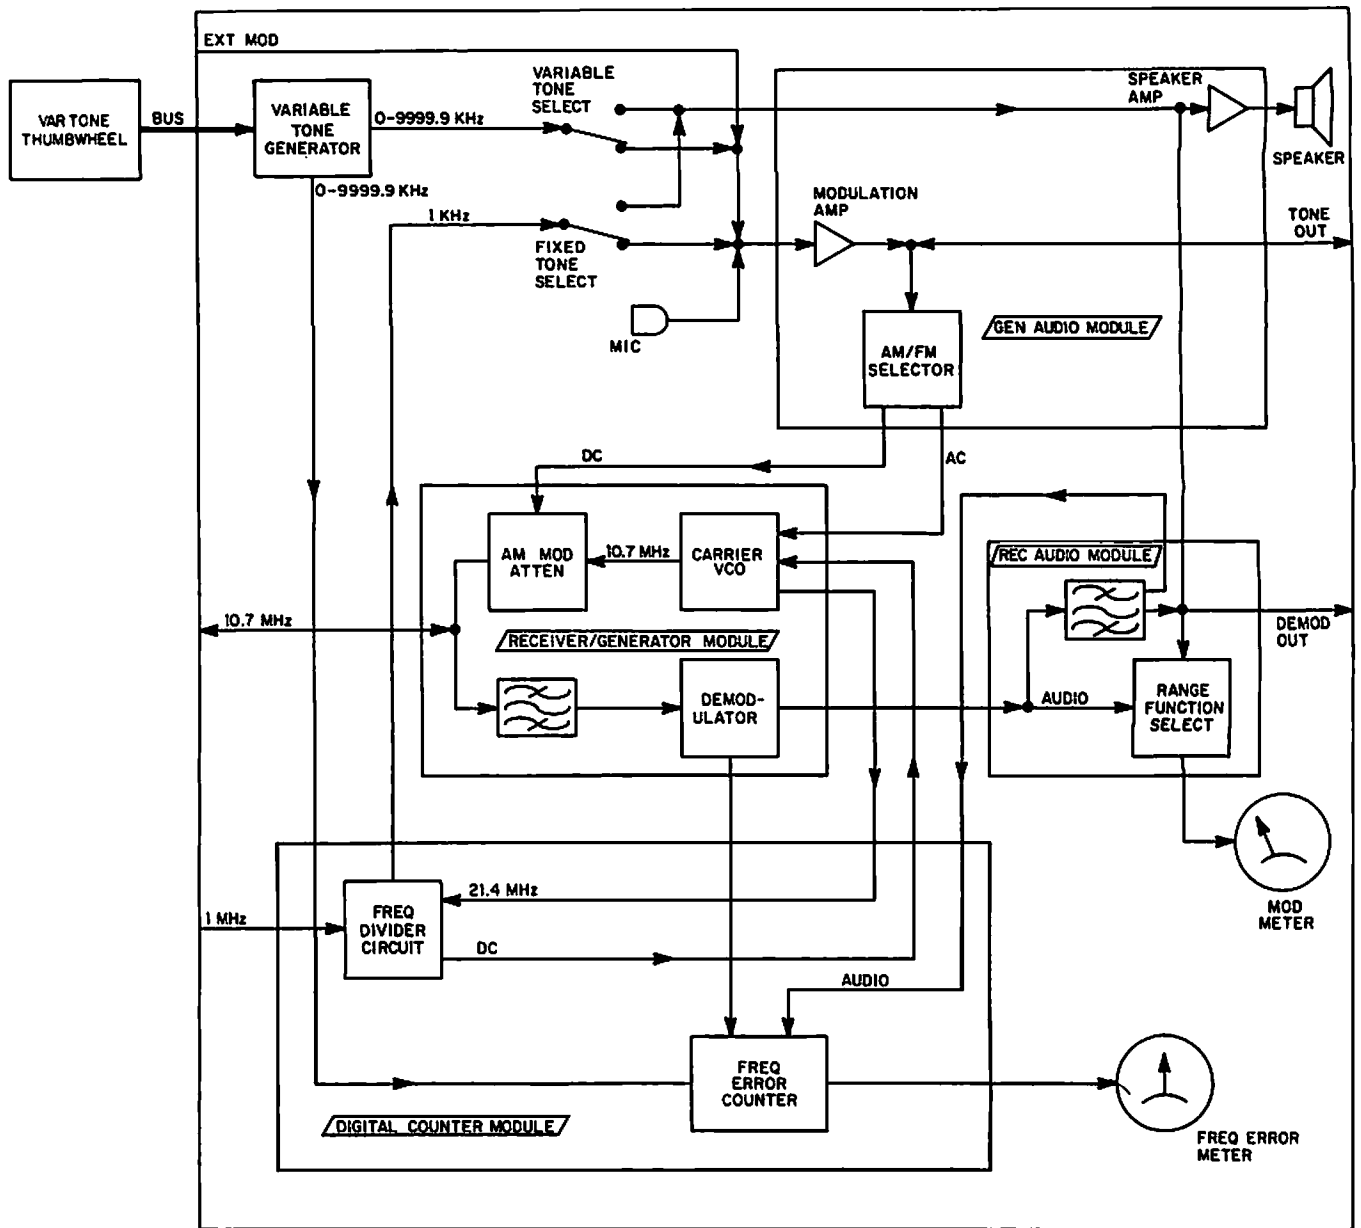 EXT MOD
VAR TONE
THUMBWHEEL
BUS
VARIABLE
TONE
GENERATOR
0-9999.9 KHz
VARIABLE
TONE
SELECT
SPEAKER
AMP
SPEAKER
0-9999.9 KHz
1 KHz
FIXED
TONE
SELECT
MODULATION
AMP
TONE
OUT
MIC
AM/FM
SELECTOR
GEN AUDIO MODULE
DC
AC
AM MOD
ATTEN
10.7 MHz
CARRIER
VCO
REC AUDIO MODULE
10.7 MHz
RECEIVER/GENERATOR MODULE
DEMOD
OUT
DEMOD-
ULATOR
AUDIO
RANGE
FUNCTION
SELECT
MOD
METER
1 MHz
FREQ
DIVIDER
CIRCUIT
21.4 MHz
DC
AUDIO
FREQ
ERROR
COUNTER
DIGITAL COUNTER MODULE
FREQ ERROR
METER